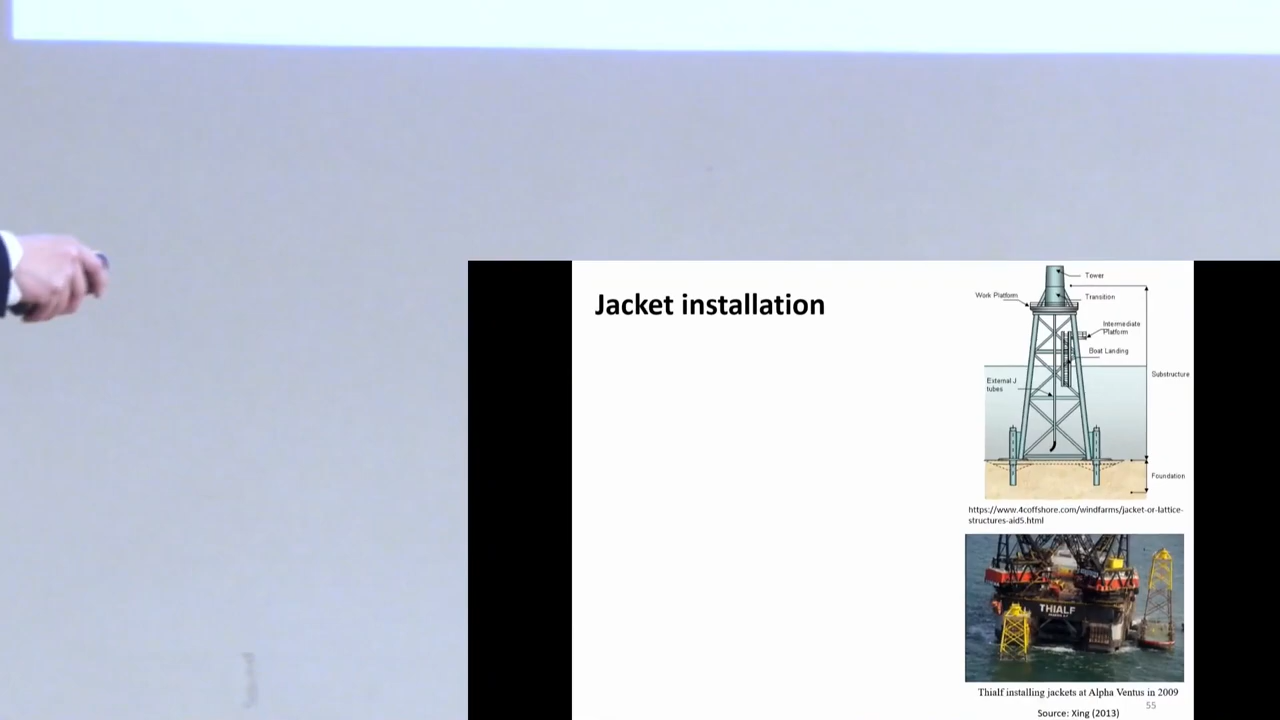 Jacket installation
Tower
Work Platform
Transition
Intermediate
Platform
Boat Landing
External J
tubes
Substructure
Foundation
https://www.4coffshore.com/windfarms/jacket-or-lattice-
structures-aid5.html
THIALF
Thialf installing jackets at Alpha Ventus in 2009
55
Source: Xing (2013)